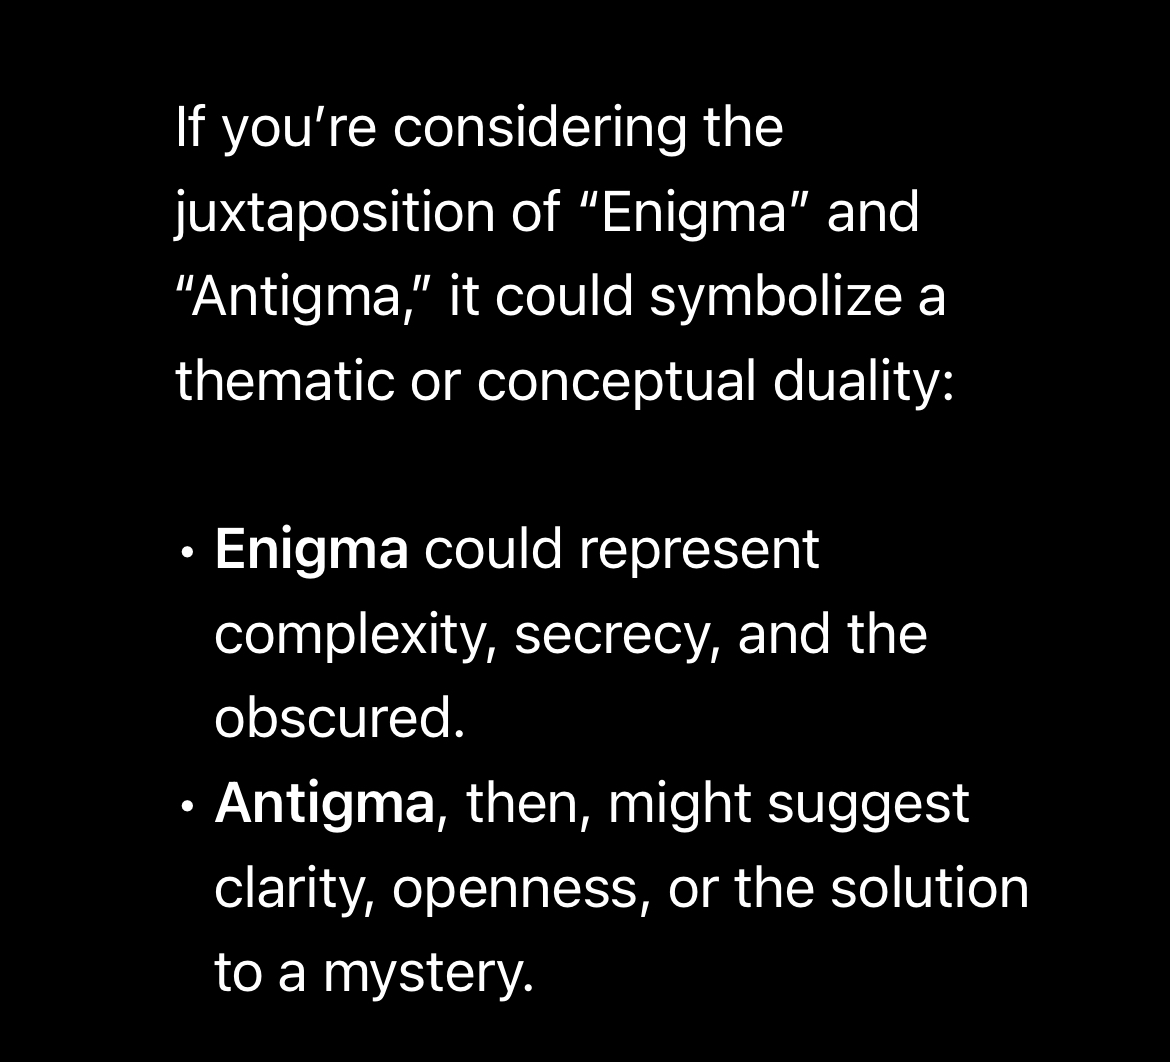 If you’re considering the
juxtaposition of “Enigma” and
“Antigma,” it could symbolize a
thematic or conceptual duality:
• Enigma could represent
complexity, secrecy, and the
obscured.
• Antigma, then, might suggest
clarity, openness, or the solution
to a mystery.